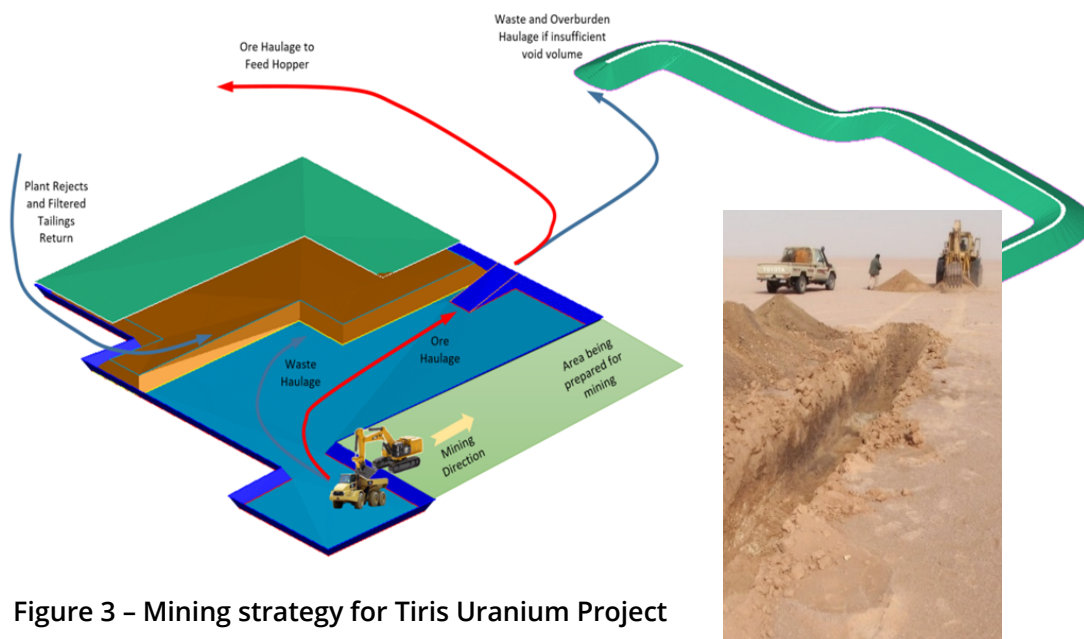 Ore Haulage to
Feed Hopper
Waste and Overburden
Haulage if insufficient
void volume
Plant Rejects
and Filtered
Tailings
Return
Waste
Haulage
Ore
Haulage
Area being
prepared for
mining
Mining
Direction
TOYOTA
Figure 3 – Mining strategy for Tiris Uranium Project